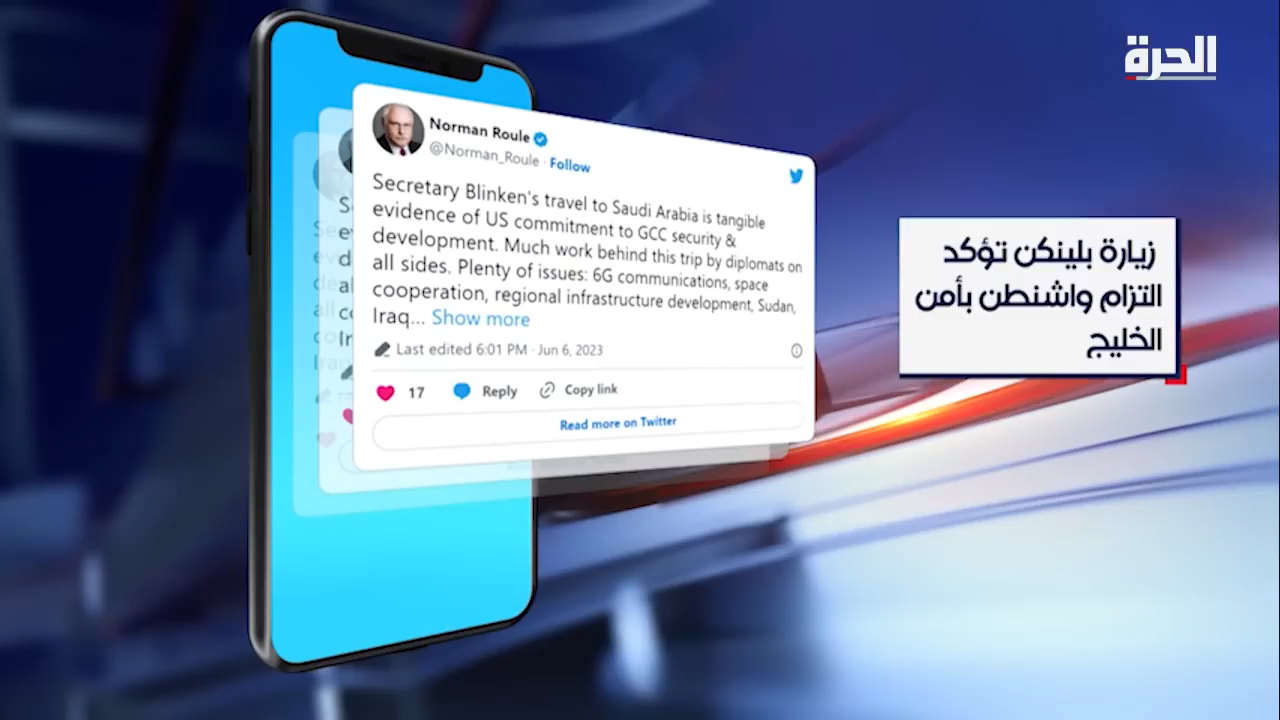 الحرة
Norman Roule
@Norman_Roule · Follow
Secretary Blinken's travel to Saudi Arabia is tangible
evidence of US commitment to GCC security &
development. Much work behind this trip by diplomats on
all sides. Plenty of issues: 6G communications, space
cooperation, regional infrastructure development, Sudan,
Iraq... Show more
Last edited 6:01 PM · Jun 6, 2023
17 Reply Copy link
Read more on Twitter
زيارة بلينكن تؤكد
التزام واشنطن بأمن
الخليج